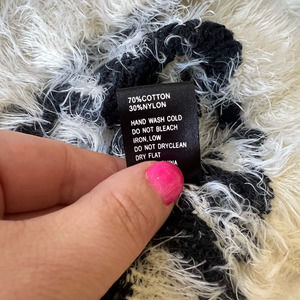 70%COTTON
30%NYLON
HAND WASH COLD
DO NOT BLEACH
IRON, LOW
DO NOT DRYCLEAN
DRY FLAT